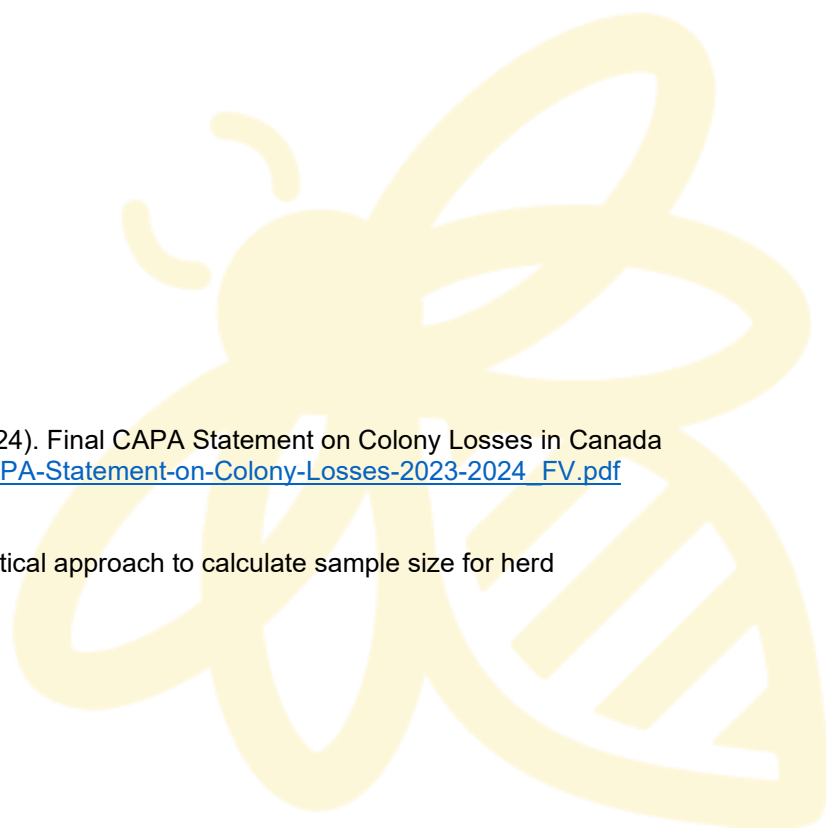 24). Final CAPA Statement on Colony Losses in Canada
PA-Statement-on-Colony-Losses-2023-2024_FV.pdf
tical approach to calculate sample size for herd